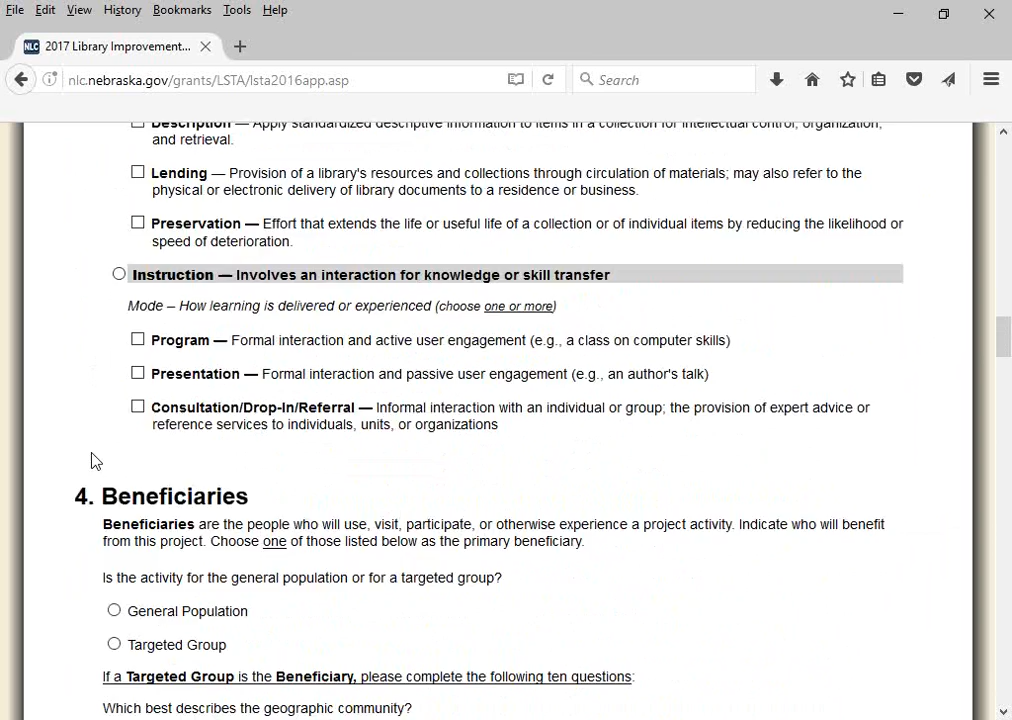 File Edit View History Bookmarks Tools Help
NLC 2017 Library Improvement...
nlc.nebraska.gov/grants/LSTA/lsta2016app.asp Search
Description — Apply standardized descriptive information to items in a collection for intellectual control, organization,
and retrieval.
Lending — Provision of a library's resources and collections through circulation of materials; may also refer to the
physical or electronic delivery of library documents to a residence or business.
Preservation — Effort that extends the life or useful life of a collection or of individual items by reducing the likelihood or
speed of deterioration.
Instruction — Involves an interaction for knowledge or skill transfer
Mode – How learning is delivered or experienced (choose one or more)
Program — Formal interaction and active user engagement (e.g., a class on computer skills)
Presentation — Formal interaction and passive user engagement (e.g., an author's talk)
Consultation/Drop-In/Referral — Informal interaction with an individual or group; the provision of expert advice or
reference services to individuals, units, or organizations
4. Beneficiaries
Beneficiaries are the people who will use, visit, participate, or otherwise experience a project activity. Indicate who will benefit
from this project. Choose one of those listed below as the primary beneficiary.
Is the activity for the general population or for a targeted group?
General Population
Targeted Group
If a Targeted Group is the Beneficiary, please complete the following ten questions:
Which best describes the geographic community?